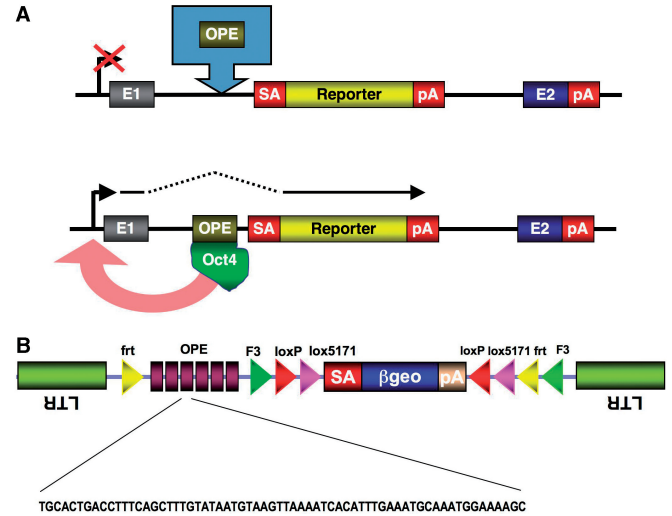 A
OPE
E1
SA
Reporter
pA
E2
pA
E1
OPE
SA
Reporter
pA
E2
pA
Oct4
B
frt
OPE
F3
loxP
lox5171
loxP
lox5171
frt
F3
SA
βgeo
pA
LTR
LTR
TGCACTGACCTTTCAGCTTTGTATAATGTAAGTTAAAATCACATTTGAAATGCAAATGGAAAAGC